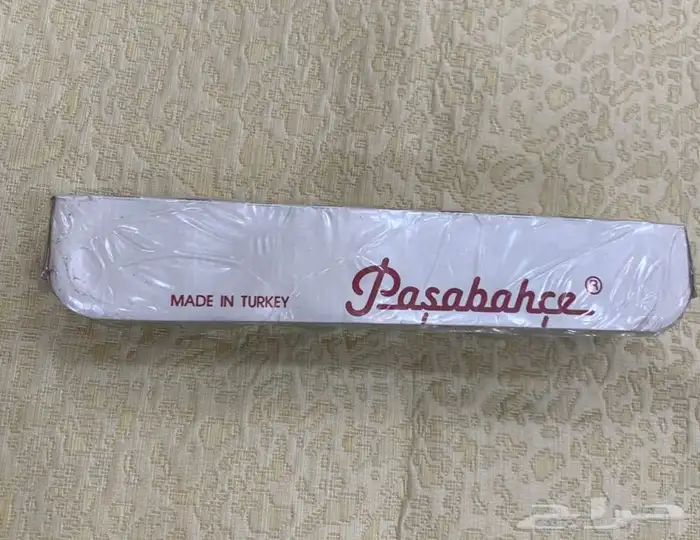 MADE IN TURKEY Paşabahçe ®
حراج